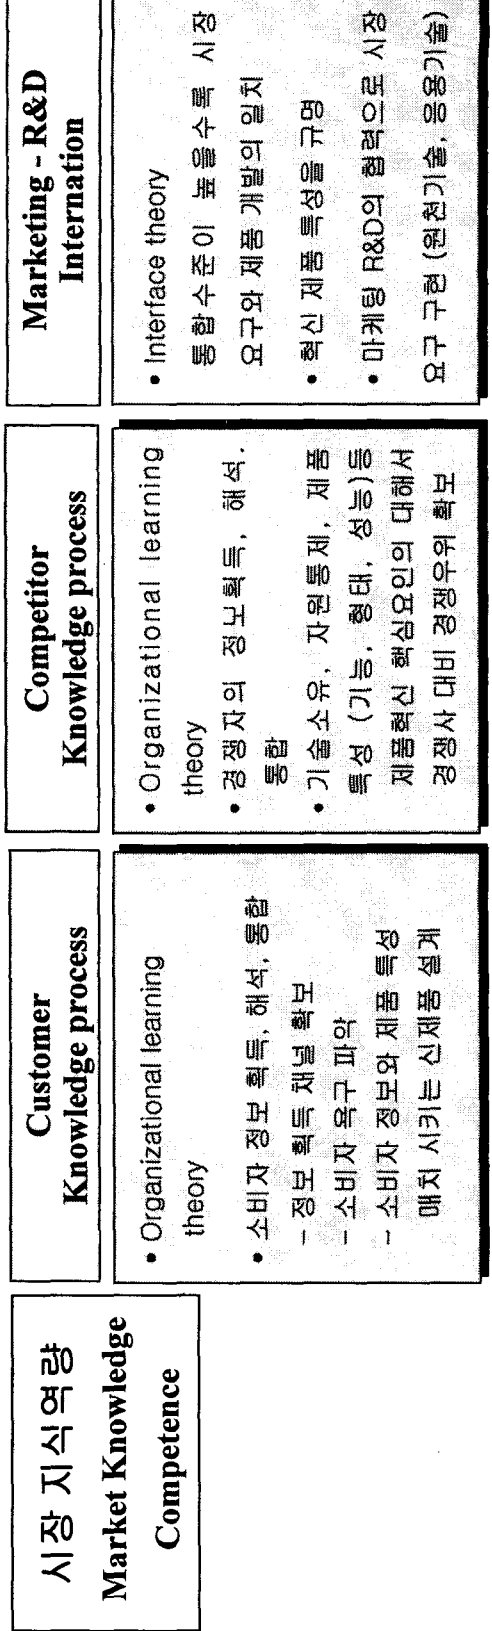 시장 지식역량
Market Knowledge
Competence
Customer
Knowledge process
• Organizational learning
theory
• 소비자 정보 획득, 해석, 통합
- 정보 획득 채널 확보
- 소비자 욕구 파악
- 소비자 정보와 제품 특성
매치 시키는 신제품 설계
Competitor
Knowledge process
• Organizational learning
theory
• 경쟁자의 정보획득, 해석,
통합
• 기술소유, 자원통제, 제품
특성 (기능, 형태, 성능)등
제품혁신 핵심요인의 대해서
경쟁사 대비 경쟁우위 확보
Marketing - R&D
Internation
• Interface theory
통합수준이 높을수록 시장
요구와 제품 개발의 일치
• 혁신 제품 특성을 규명
• 마케팅 R&D의 협력으로 시장
요구 구현 (원천기술, 응용기술)